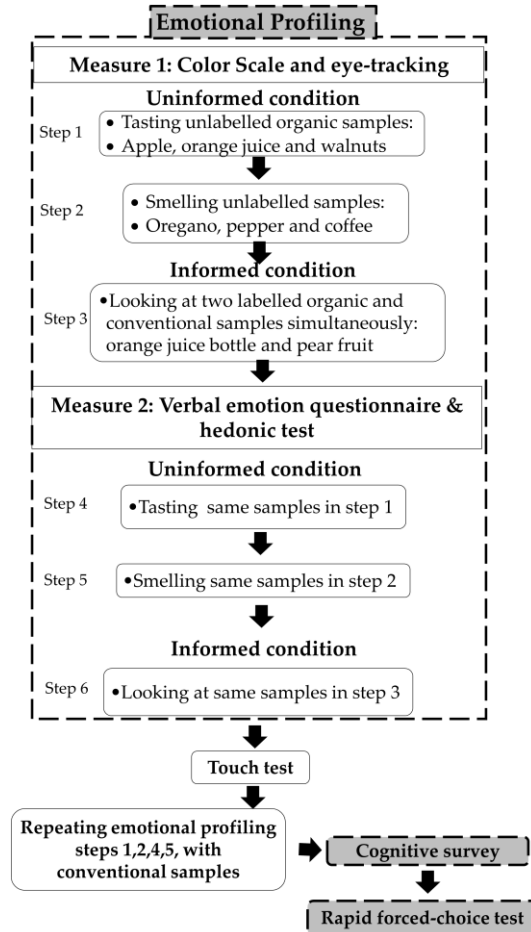 Emotional Profiling
Measure 1: Color Scale and eye-tracking
Uninformed condition
Step 1
• Tasting unlabelled organic samples:
• Apple, orange juice and walnuts
Step 2
• Smelling unlabelled samples:
• Oregano, pepper and coffee
Informed condition
Step 3
•Looking at two labelled organic and
conventional samples simultaneously:
orange juice bottle and pear fruit
Measure 2: Verbal emotion questionnaire &
hedonic test
Uninformed condition
Step 4
•Tasting same samples in step 1
Step 5
•Smelling same samples in step 2
Informed condition
Step 6
•Looking at same samples in step 3
Touch test
Repeating emotional profiling
steps 1,2,4,5, with
conventional samples
Cognitive survey
Rapid forced-choice test